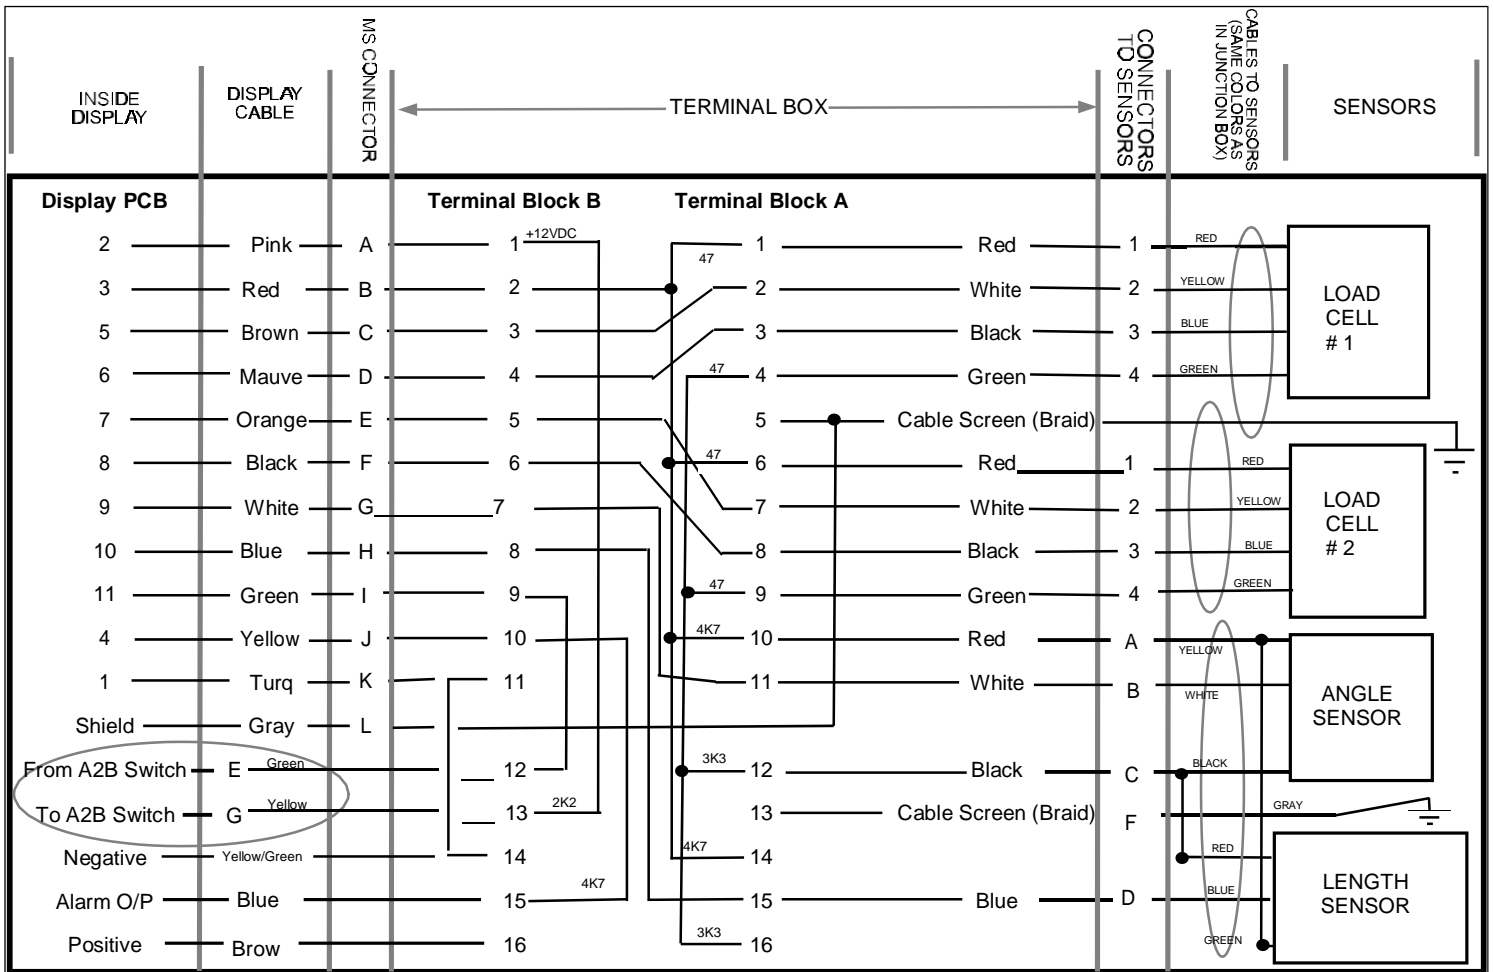 INSIDE
DISPLAY
DISPLAY
CABLE
MS CONNECTOR
TERMINAL BOX
CONNECTORS
TO SENSORS
CABLES TO SENSORS
(SAME COLORS AS
IN JUNCTION BOX)
SENSORS
Display PCB Terminal Block B Terminal Block A
2 Pink A 1 +12VDC 47 1 Red 1 RED
3 Red B 2 2 White 2 YELLOW
5 Brown C 3 3 Black 3 BLUE
6 Mauve D 4 47 4 Green 4 GREEN
LOAD
CELL
# 1
7 Orange E 5 5 Cable Screen (Braid)
8 Black F 6 47 6 Red 1 RED
9 White G 7 7 White 2 YELLOW
10 Blue H 8 8 Black 3 BLUE
11 Green I 9 47 9 Green 4 GREEN
LOAD
CELL
# 2
4 Yellow J 10 4K7 10 Red A YELLOW
1 Turq K 11 11 White B WHITE
ANGLE
SENSOR
Shield Gray L
From A2B Switch E Green 12 3K3 12 Black C BLACK
To A2B Switch G Yellow 13 2K2 13 Cable Screen (Braid) F GRAY
Negative Yellow/Green 14 4K7 14 RED
Alarm O/P Blue 15 4K7 15 Blue D BLUE
Positive Brow 16 3K3 16 GREEN
LENGTH
SENSOR